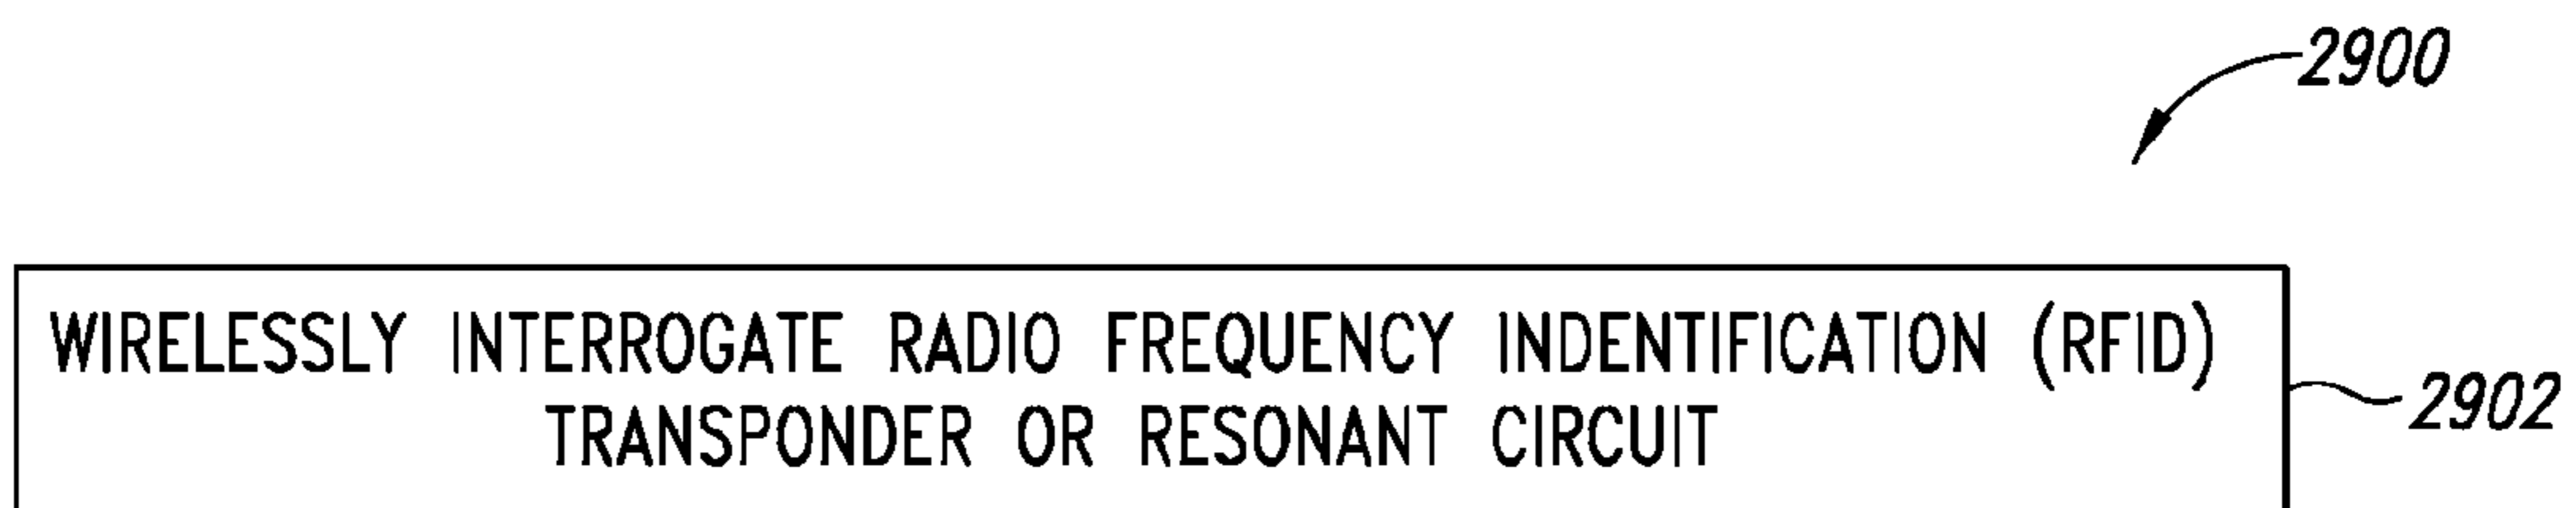 2900
WIRELESSLY INTERROGATE RADIO FREQUENCY INDENTIFICATION (RFID)
TRANSPONDER OR RESONANT CIRCUIT
2902